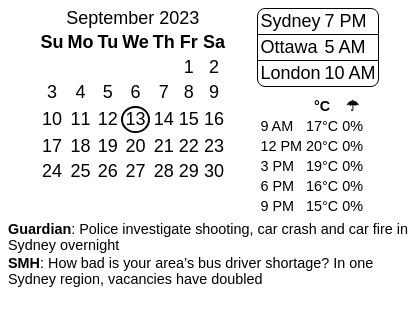 September 2023
Su Mo Tu We Th Fr Sa
1 2
3 4 5 6 7 8 9
10 11 12 13 14 15 16
17 18 19 20 21 22 23
24 25 26 27 28 29 30
Sydney 7 PM
Ottawa 5 AM
London 10 AM
°C ☂
9 AM 17°C 0%
12 PM 20°C 0%
3 PM 19°C 0%
6 PM 16°C 0%
9 PM 15°C 0%
Guardian: Police investigate shooting, car crash and car fire in
Sydney overnight
SMH: How bad is your area’s bus driver shortage? In one
Sydney region, vacancies have doubled